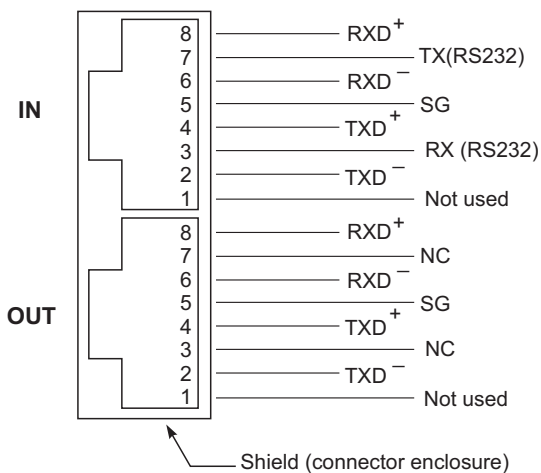 IN
8 RXD+
7 TX(RS232)
6 RXD−
5 SG
4 TXD+
3 RX (RS232)
2 TXD−
1 Not used
OUT
8 RXD+
7 NC
6 RXD−
5 SG
4 TXD+
3 NC
2 TXD−
1 Not used
Shield (connector enclosure)